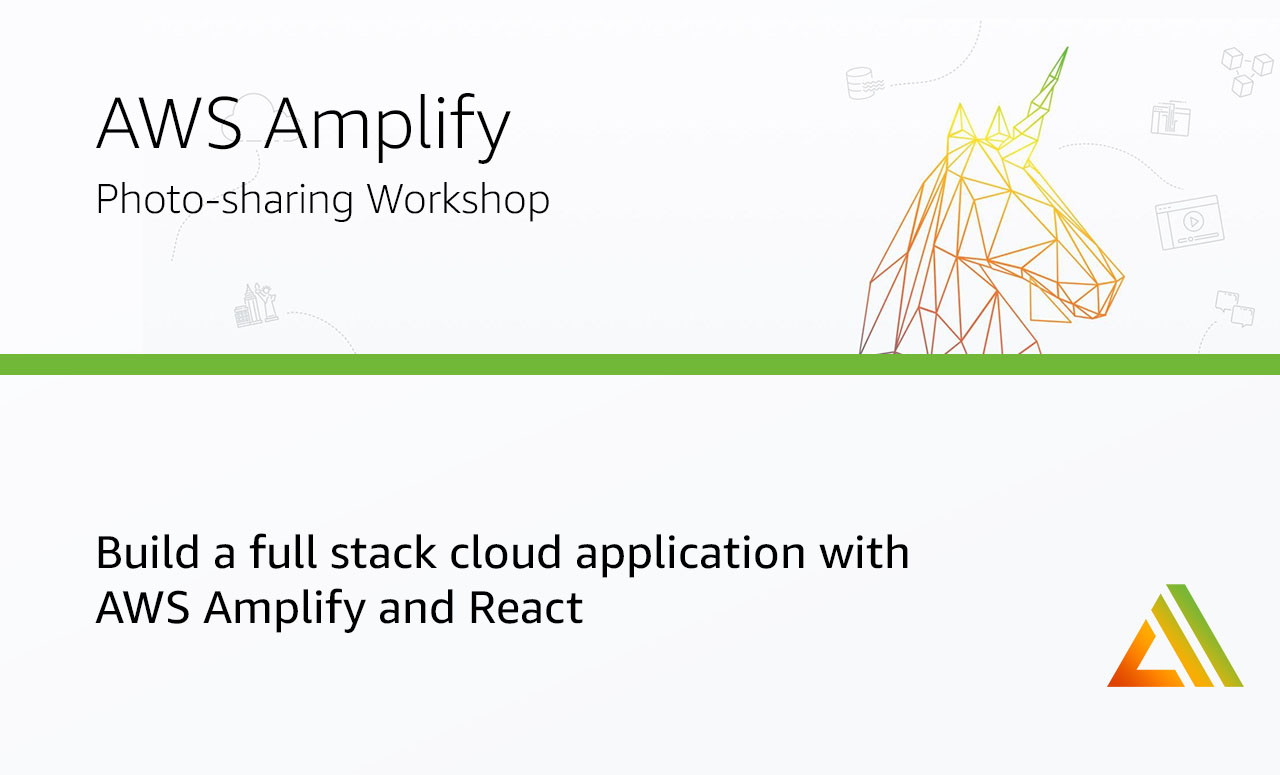 AWS Amplify
Photo-sharing Workshop
Build a full stack cloud application with
AWS Amplify and React